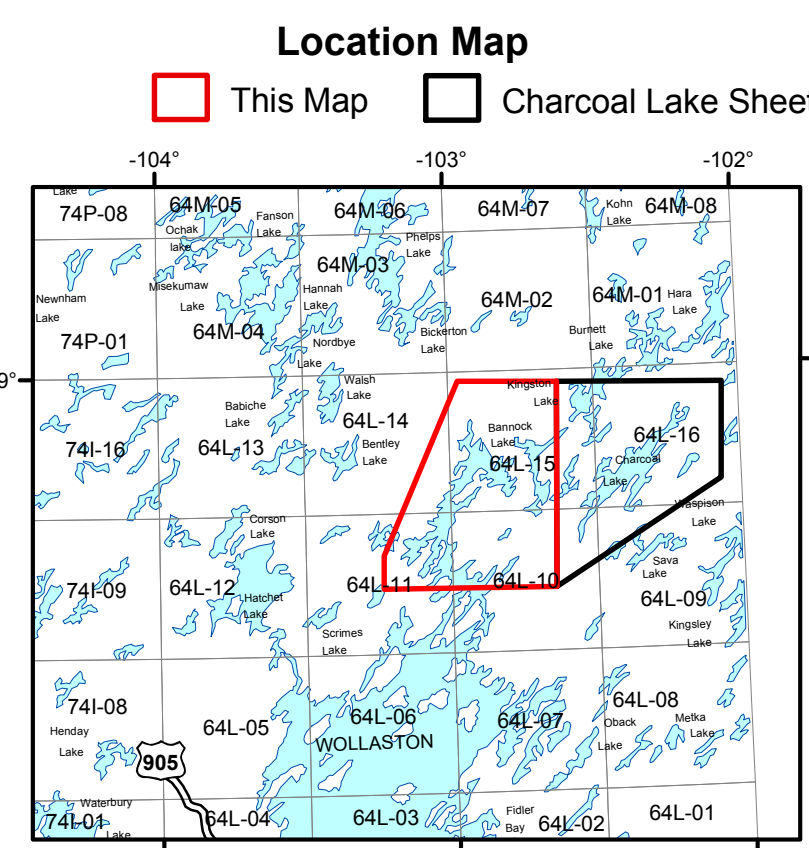 Location Map
This Map
Charcoal Lake Sheet
-104°
-103°
-102°
Lake
74P-08
64M-05
Ochak
lake
Fanson
Lake
64M-06
64M-07
Kohn
Lake
64M-08
Phelps
Lake
64M-03
Newnham
Lake
Misekumaw
Lake
Hannah
Lake
64M-02
64M-01
Hara
Lake
74P-01
64M-04
Nordbye
Lake
Bickerton
Lake
Burnett
Lake
9°
Walsh
Lake
Kingston
Lake
Babiche
Lake
64L-14
Bannock
Lake
74I-16
64L-13
Bentley
Lake
64L-15
64L-16
Charcoal
Lake
Waspison
Lake
Corson
Lake
Sava
Lake
74I-09
64L-12
Hatchet
Lake
64L-11
64L-10
64L-09
Scrimes
Lake
Kingsley
Lake
74I-08
Henday
Lake
64L-05
64L-06
WOLLASTON
64L-07
64L-08
Oback
Lake
Metka
Lake
905
Waterbury
Lake
74I-01
64L-04
64L-03
Fidler
Bay
64L-02
64L-01